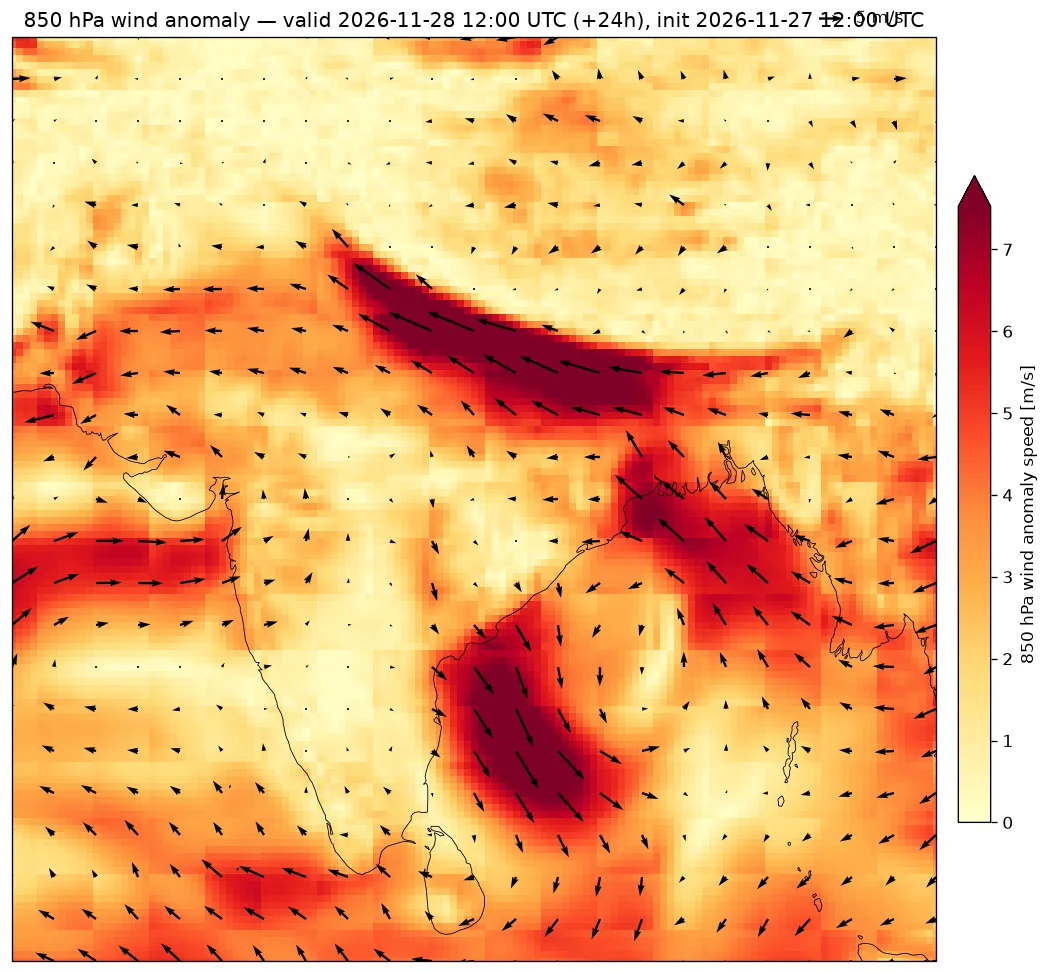 850 hPa wind anomaly — valid 2026-11-28 12:00 UTC (+24h), init 2026-11-27 12:00 UTC
5 m/s
7
6
5
4
3
2
1
0
850 hPa wind anomaly speed [m/s]